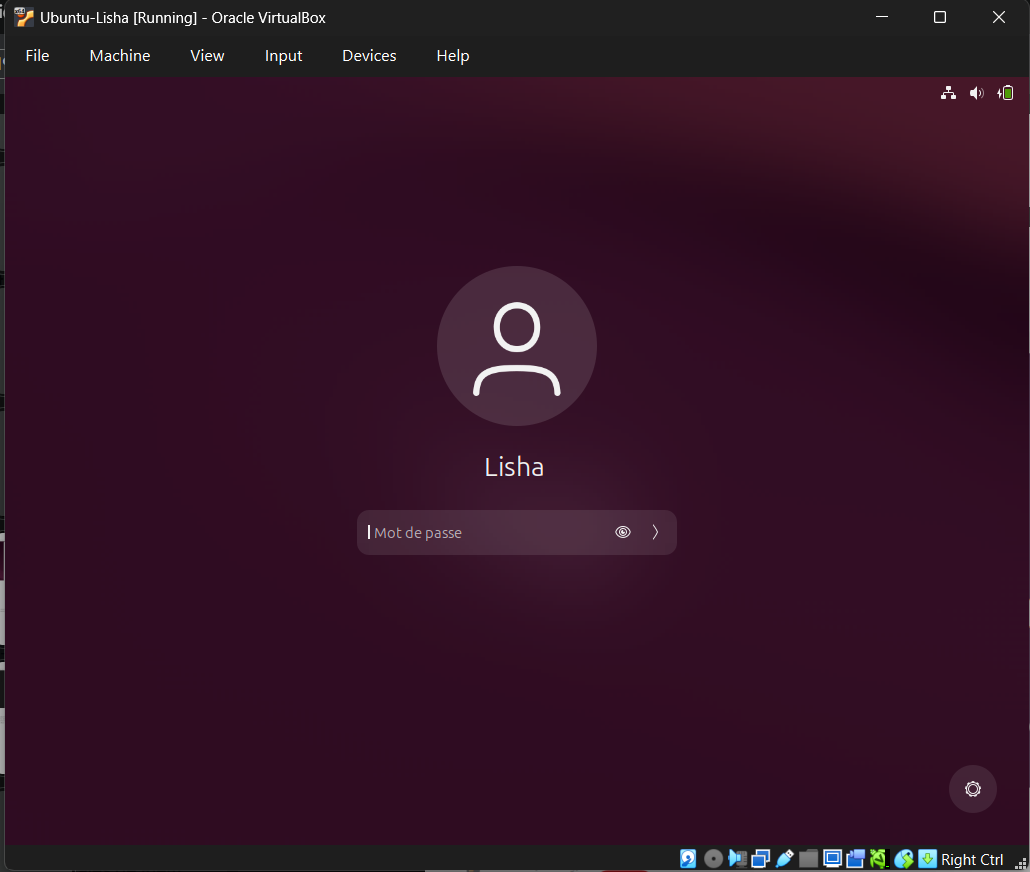 Ubuntu-Lisha [Running] - Oracle VirtualBox
File Machine View Input Devices Help
Lisha
Mot de passe
Right Ctrl